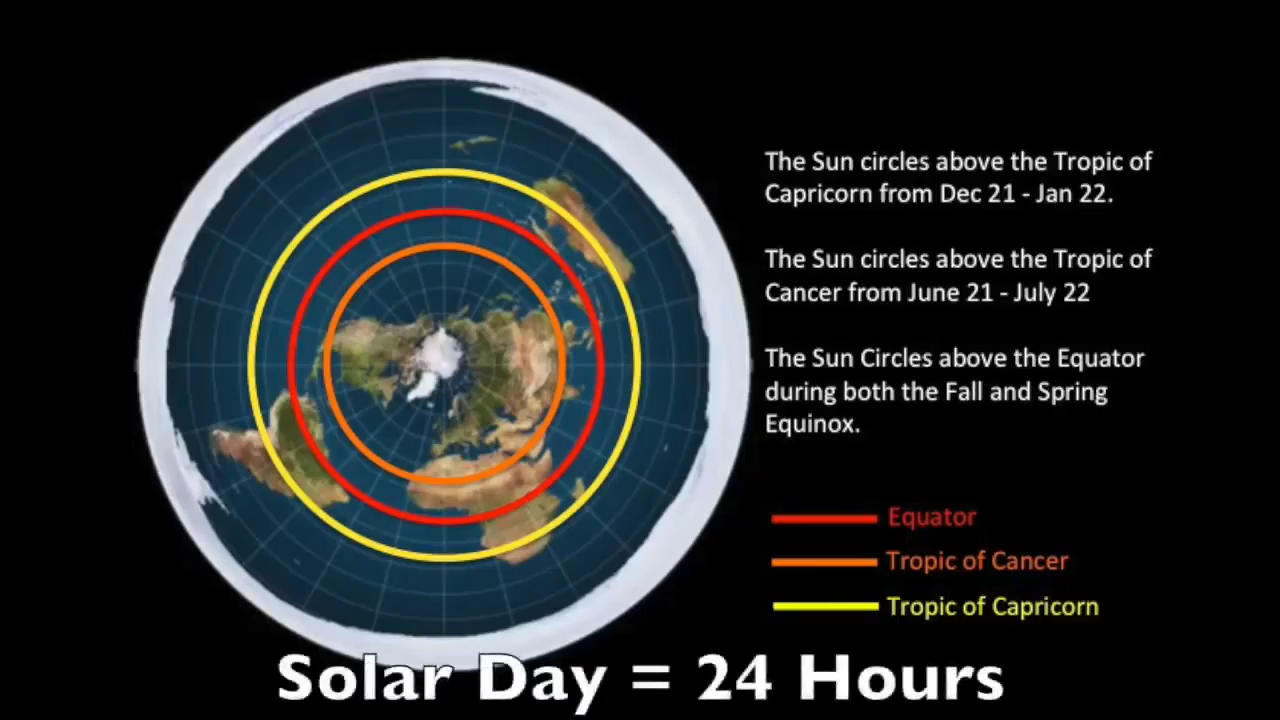 The Sun circles above the Tropic of
Capricorn from Dec 21 - Jan 22.
The Sun circles above the Tropic of
Cancer from June 21 - July 22
The Sun Circles above the Equator
during both the Fall and Spring
Equinox.
Equator
Tropic of Cancer
Tropic of Capricorn
Solar Day = 24 Hours